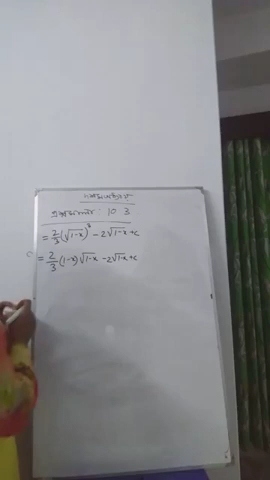 : 10 3
= 2/3 (√1-x)³ - 2√1-x + c
= 2/3 (1-x)√1-x - 2√1-x + c